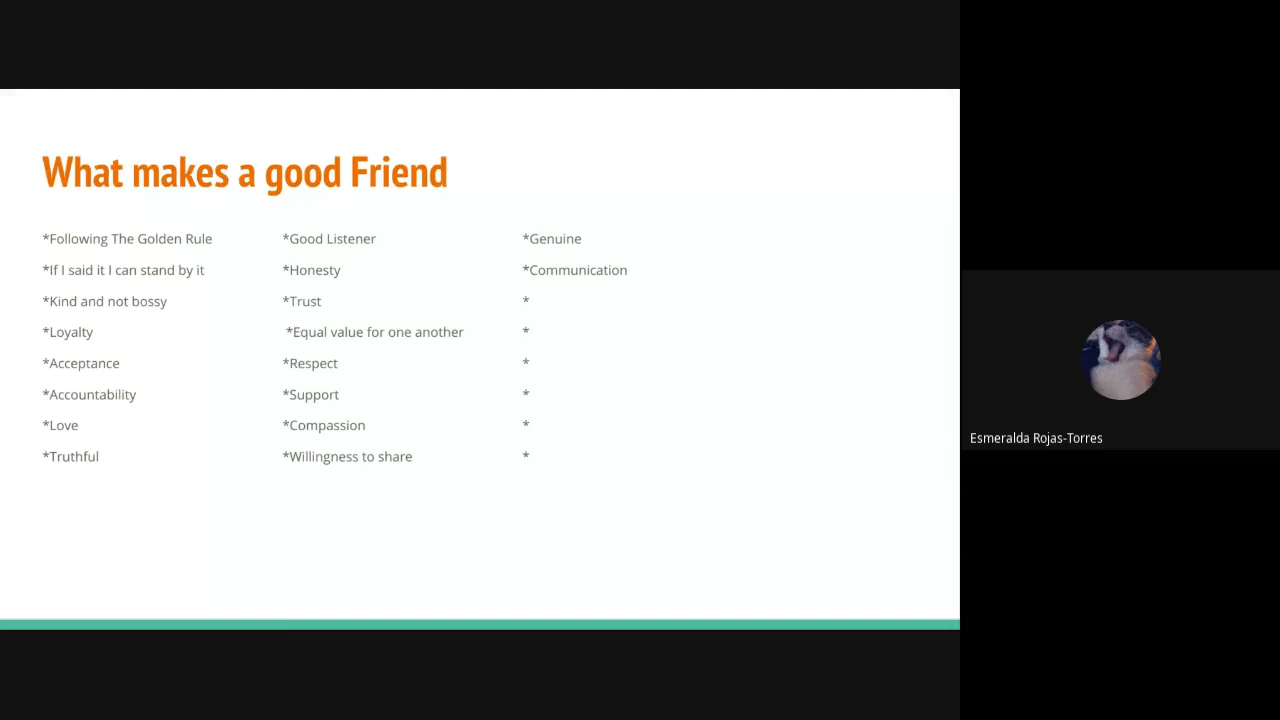 What makes a good Friend
*Following The Golden Rule
*If I said it I can stand by it
*Kind and not bossy
*Loyalty
*Acceptance
*Accountability
*Love
*Truthful
*Good Listener
*Honesty
*Trust
*Equal value for one another
*Respect
*Support
*Compassion
*Willingness to share
*Genuine
*Communication
*
*
*
*
*
*
Esmeralda Rojas-Torres